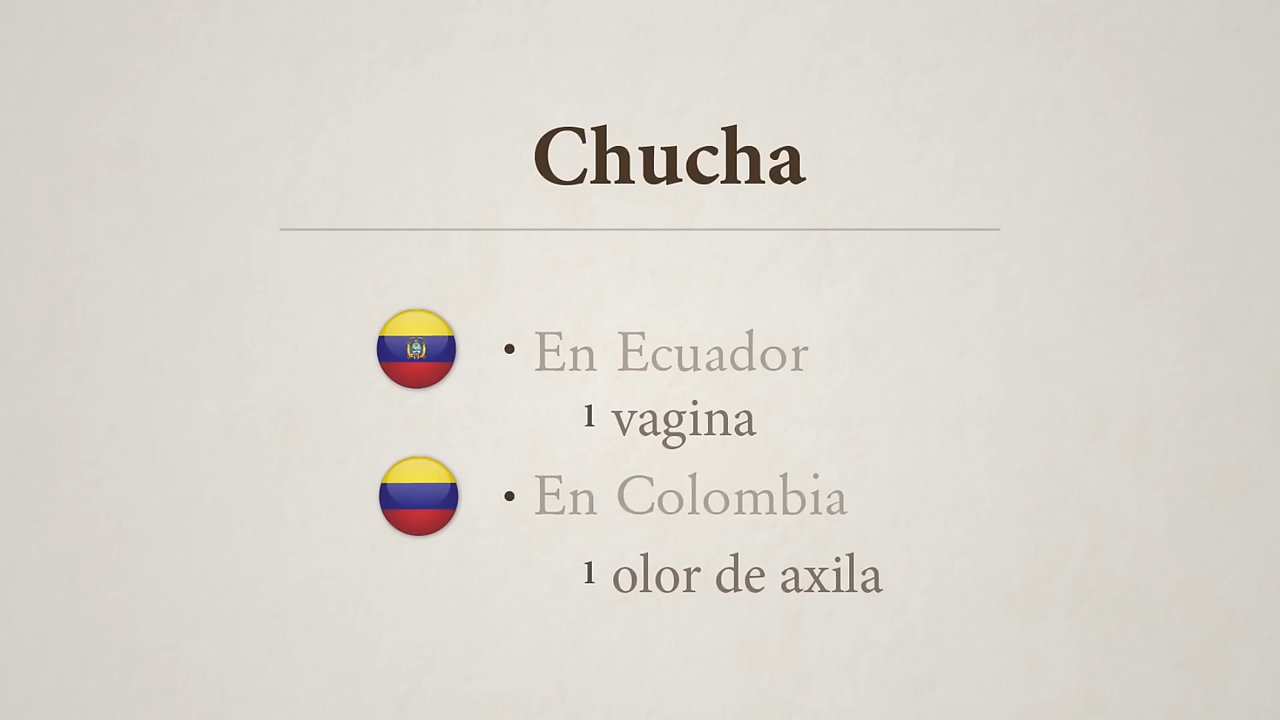 Chucha
• En Ecuador
1 vagina
• En Colombia
1 olor de axila